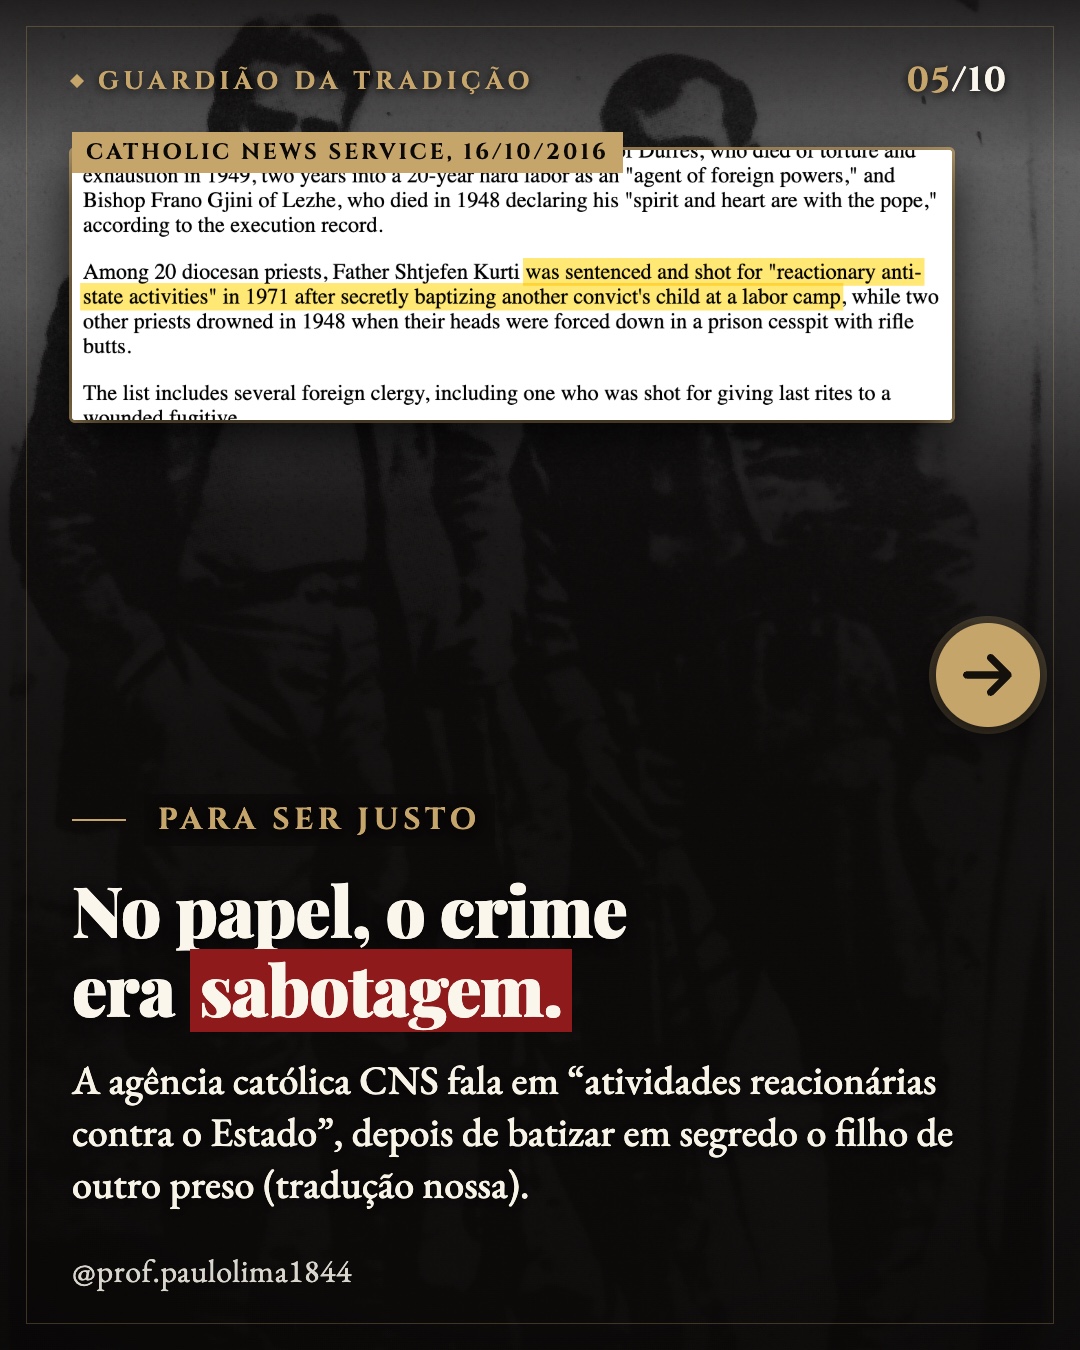 ◆ GUARDIÃO DA TRADIÇÃO
05/10
CATHOLIC NEWS SERVICE, 16/10/2016
of Durres, who died of torture and
exhaustion in 1949, two years into a 20-year hard labor as an "agent of foreign powers," and
Bishop Frano Gjini of Lezhe, who died in 1948 declaring his "spirit and heart are with the pope,"
according to the execution record.
Among 20 diocesan priests, Father Shtjefen Kurti was sentenced and shot for "reactionary anti-
state activities" in 1971 after secretly baptizing another convict's child at a labor camp, while two
other priests drowned in 1948 when their heads were forced down in a prison cesspit with rifle
butts.
The list includes several foreign clergy, including one who was shot for giving last rites to a
wounded fugitive
PARA SER JUSTO
No papel, o crime
era sabotagem.
A agência católica CNS fala em “atividades reacionárias
contra o Estado”, depois de batizar em segredo o filho de
outro preso (tradução nossa).
@prof.paulolima1844